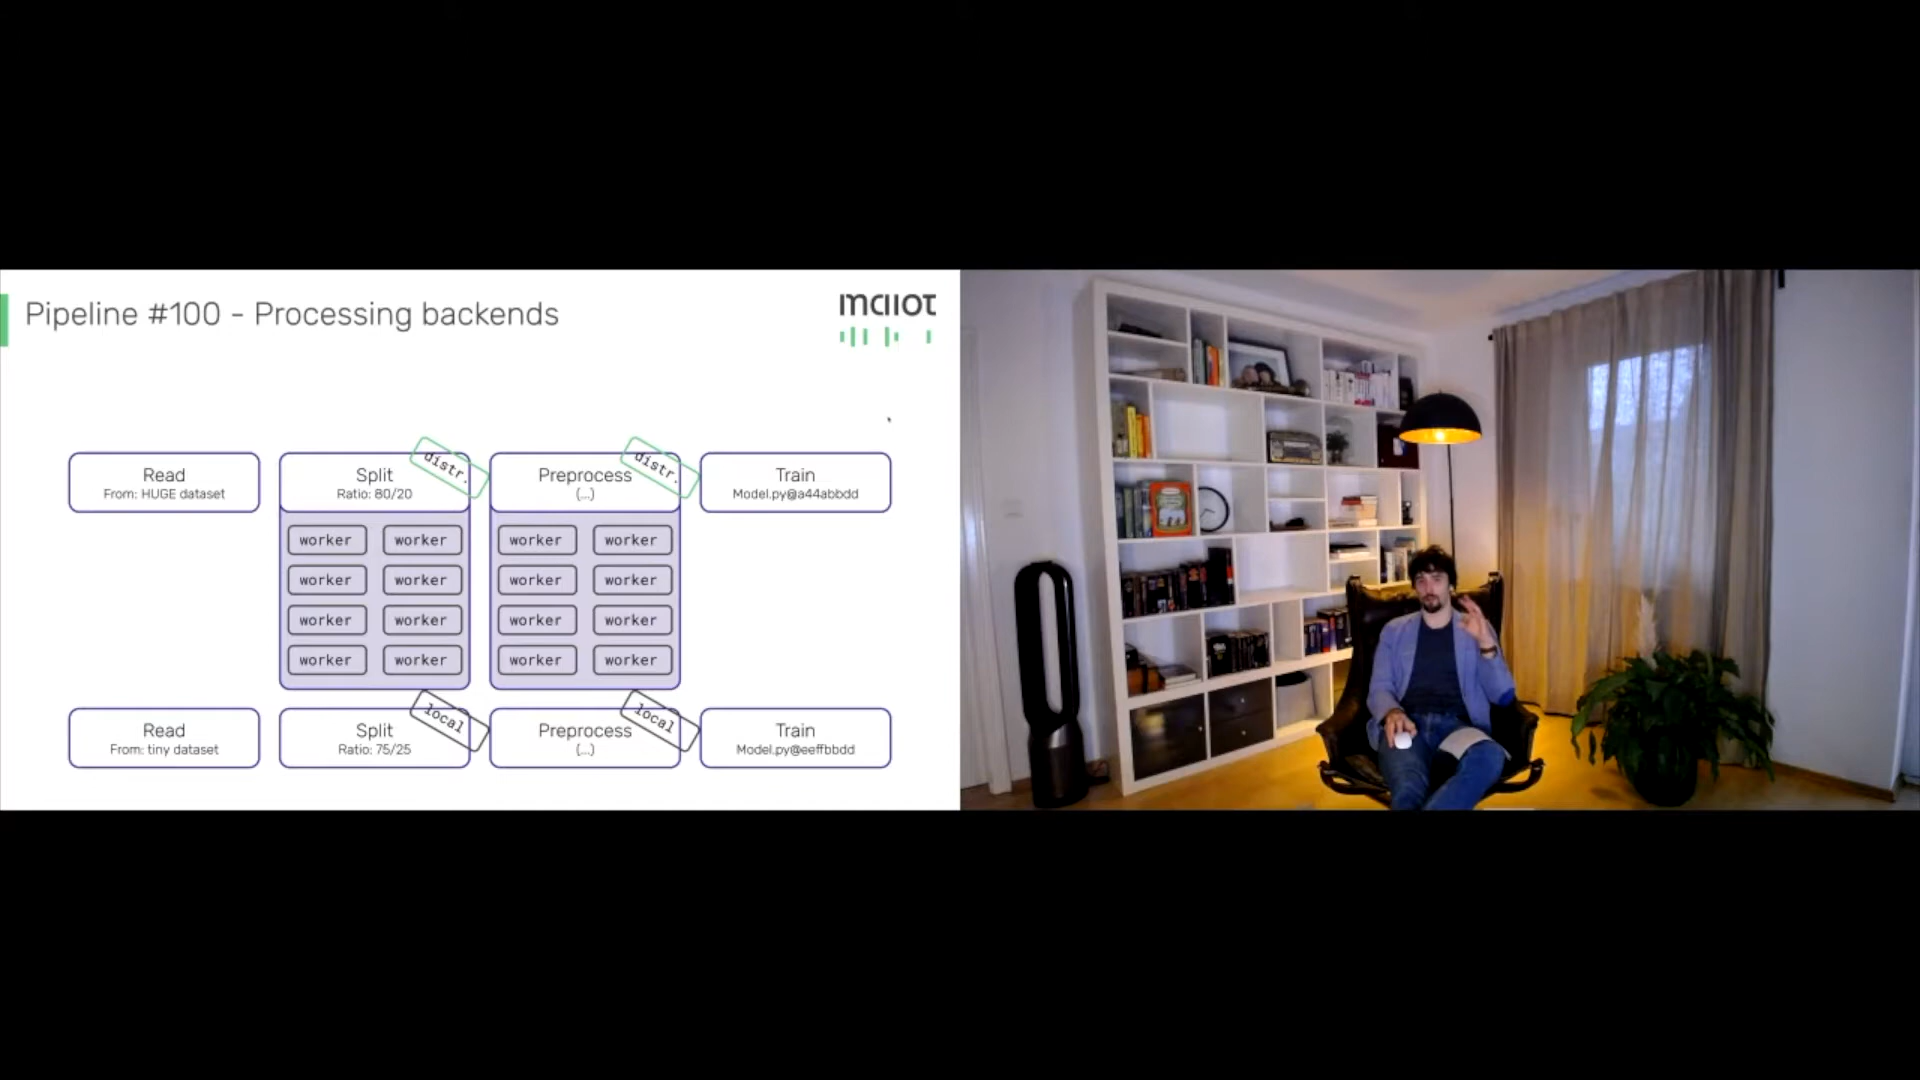 Pipeline #100 - Processing backends
maiot
Read
From: HUGE dataset
Split
Ratio: 80/20
distr.
Preprocess
(...)
distr.
Train
Model.py@a44abbdd
worker worker
worker worker
worker worker
worker worker
worker worker
worker worker
worker worker
worker worker
Read
From: tiny dataset
Split
Ratio: 75/25
local
Preprocess
(...)
local
Train
Model.py@eeffbbdd